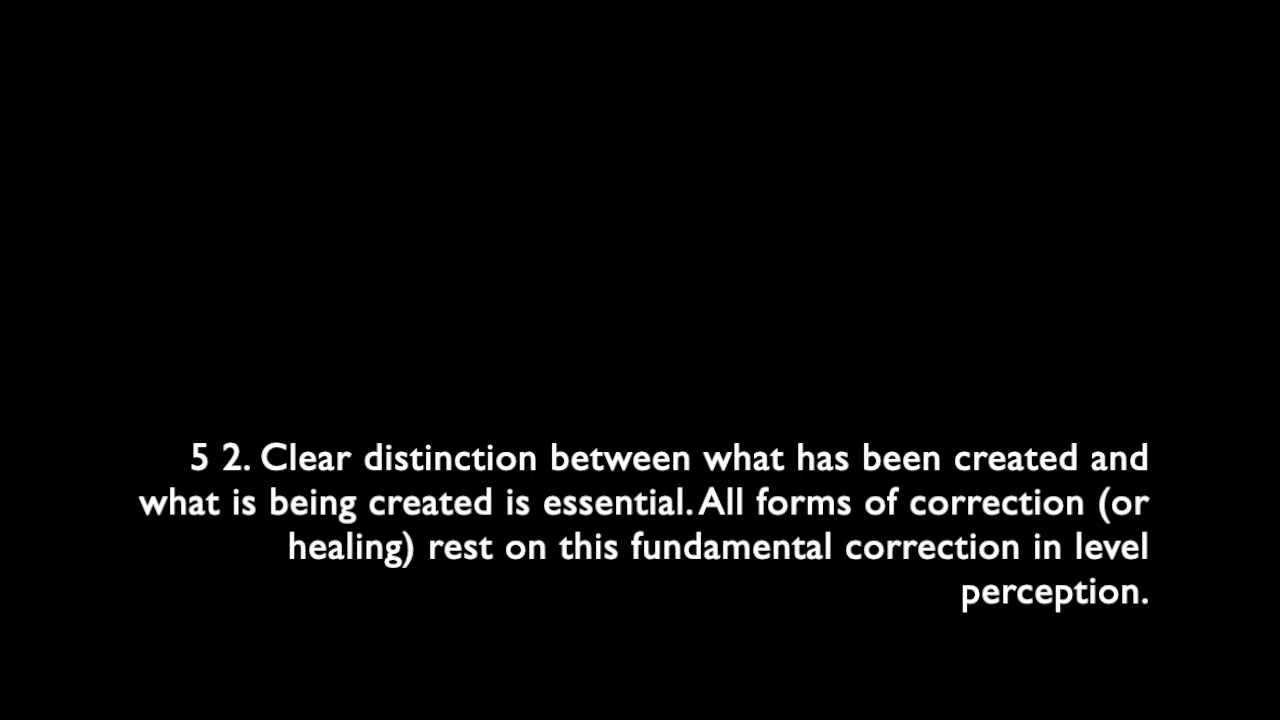 5 2. Clear distinction between what has been created and
what is being created is essential. All forms of correction (or
healing) rest on this fundamental correction in level
perception.